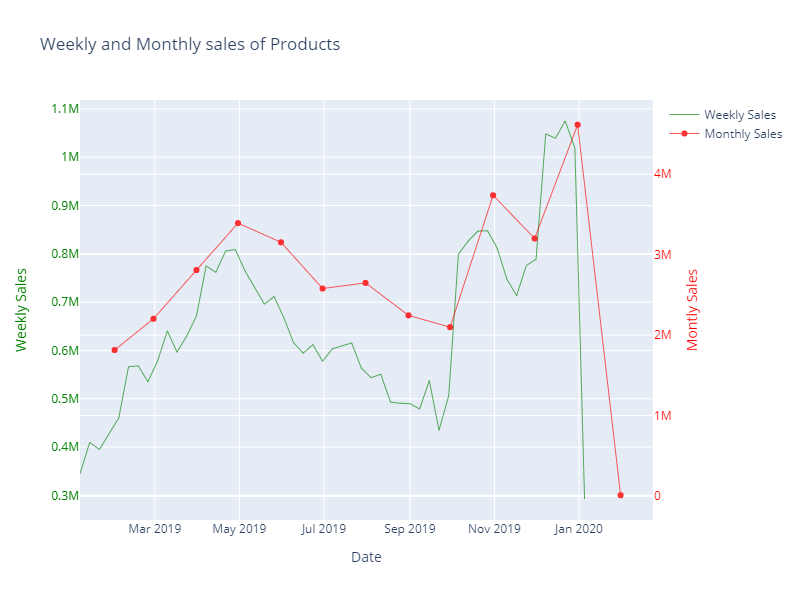 Weekly and Monthly sales of Products
Weekly Sales
Monthly Sales
1.1M
1M
0.9M
0.8M
0.7M
0.6M
0.5M
0.4M
0.3M
Weekly Sales
4M
3M
2M
1M
0
Montly Sales
Mar 2019 May 2019 Jul 2019 Sep 2019 Nov 2019 Jan 2020
Date